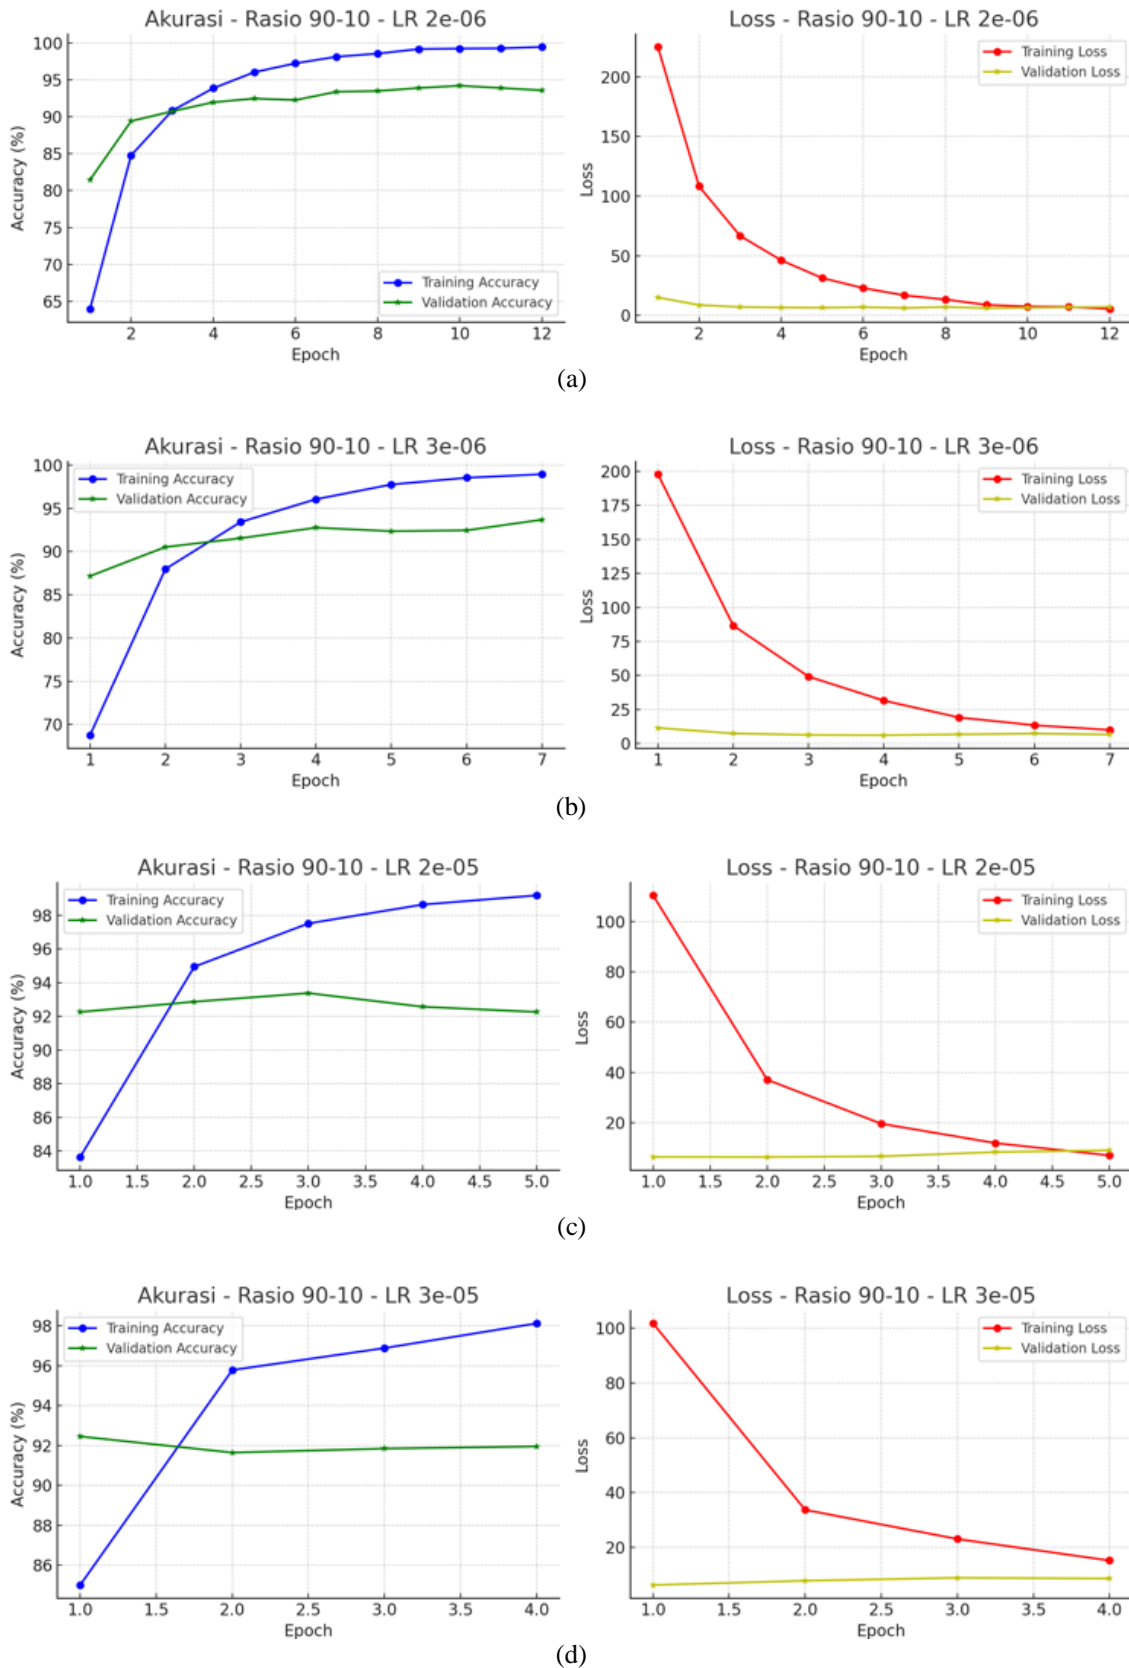 Akurasi - Rasio 90-10 - LR 2e-06
100
95
90
85
80
75
70
65
Accuracy (%)
Training Accuracy
Validation Accuracy
2 4 6 8 10 12
Epoch
Loss - Rasio 90-10 - LR 2e-06
Training Loss
Validation Loss
200
150
100
50
0
Loss
2 4 6 8 10 12
Epoch
(a)
Akurasi - Rasio 90-10 - LR 3e-06
Training Accuracy
Validation Accuracy
100
95
90
85
80
75
70
Accuracy (%)
1 2 3 4 5 6 7
Epoch
Loss - Rasio 90-10 - LR 3e-06
Training Loss
Validation Loss
200
175
150
125
100
75
50
25
0
Loss
1 2 3 4 5 6 7
Epoch
(b)
Akurasi - Rasio 90-10 - LR 2e-05
Training Accuracy
Validation Accuracy
98
96
94
92
90
88
86
84
Accuracy (%)
1.0 1.5 2.0 2.5 3.0 3.5 4.0 4.5 5.0
Epoch
Loss - Rasio 90-10 - LR 2e-05
Training Loss
Validation Loss
100
80
60
40
20
Loss
1.0 1.5 2.0 2.5 3.0 3.5 4.0 4.5 5.0
Epoch
(c)
Akurasi - Rasio 90-10 - LR 3e-05
Training Accuracy
Validation Accuracy
98
96
94
92
90
88
86
Accuracy (%)
1.0 1.5 2.0 2.5 3.0 3.5 4.0
Epoch
Loss - Rasio 90-10 - LR 3e-05
Training Loss
Validation Loss
100
80
60
40
20
Loss
1.0 1.5 2.0 2.5 3.0 3.5 4.0
Epoch
(d)